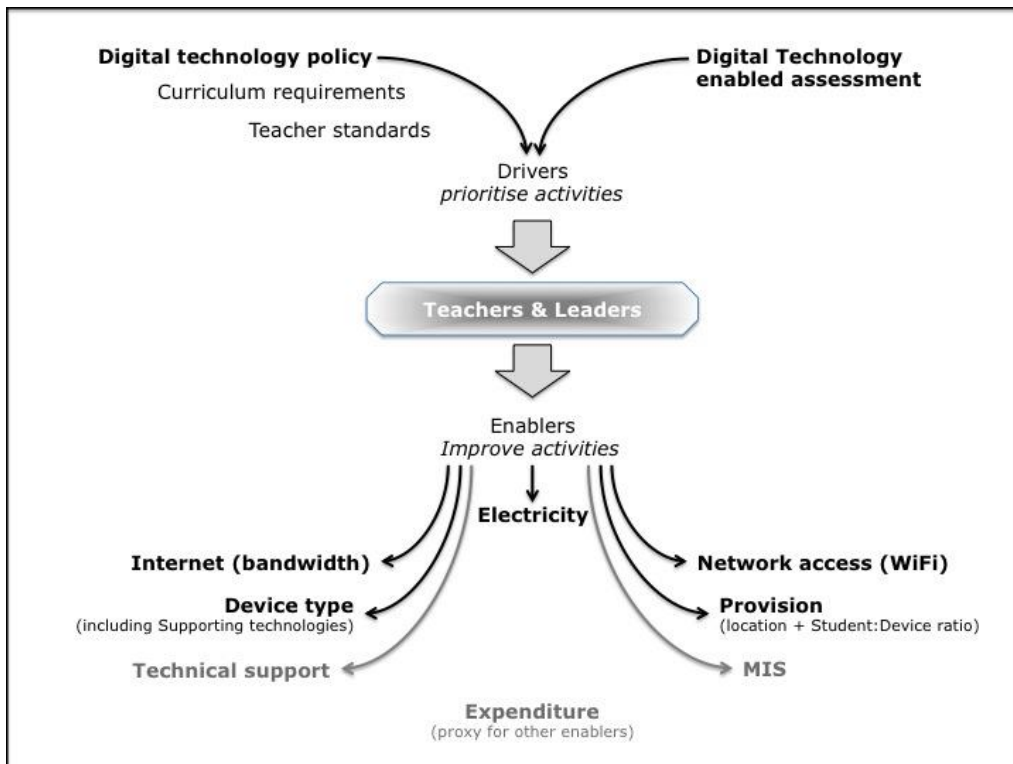 Digital technology policy
Curriculum requirements
Teacher standards
Digital Technology
enabled assessment
Drivers
prioritise activities
Teachers & Leaders
Enablers
Improve activities
Electricity
Internet (bandwidth)
Network access (WiFi)
Device type
(including Supporting technologies)
Provision
(location + Student:Device ratio)
Technical support
MIS
Expenditure
(proxy for other enablers)